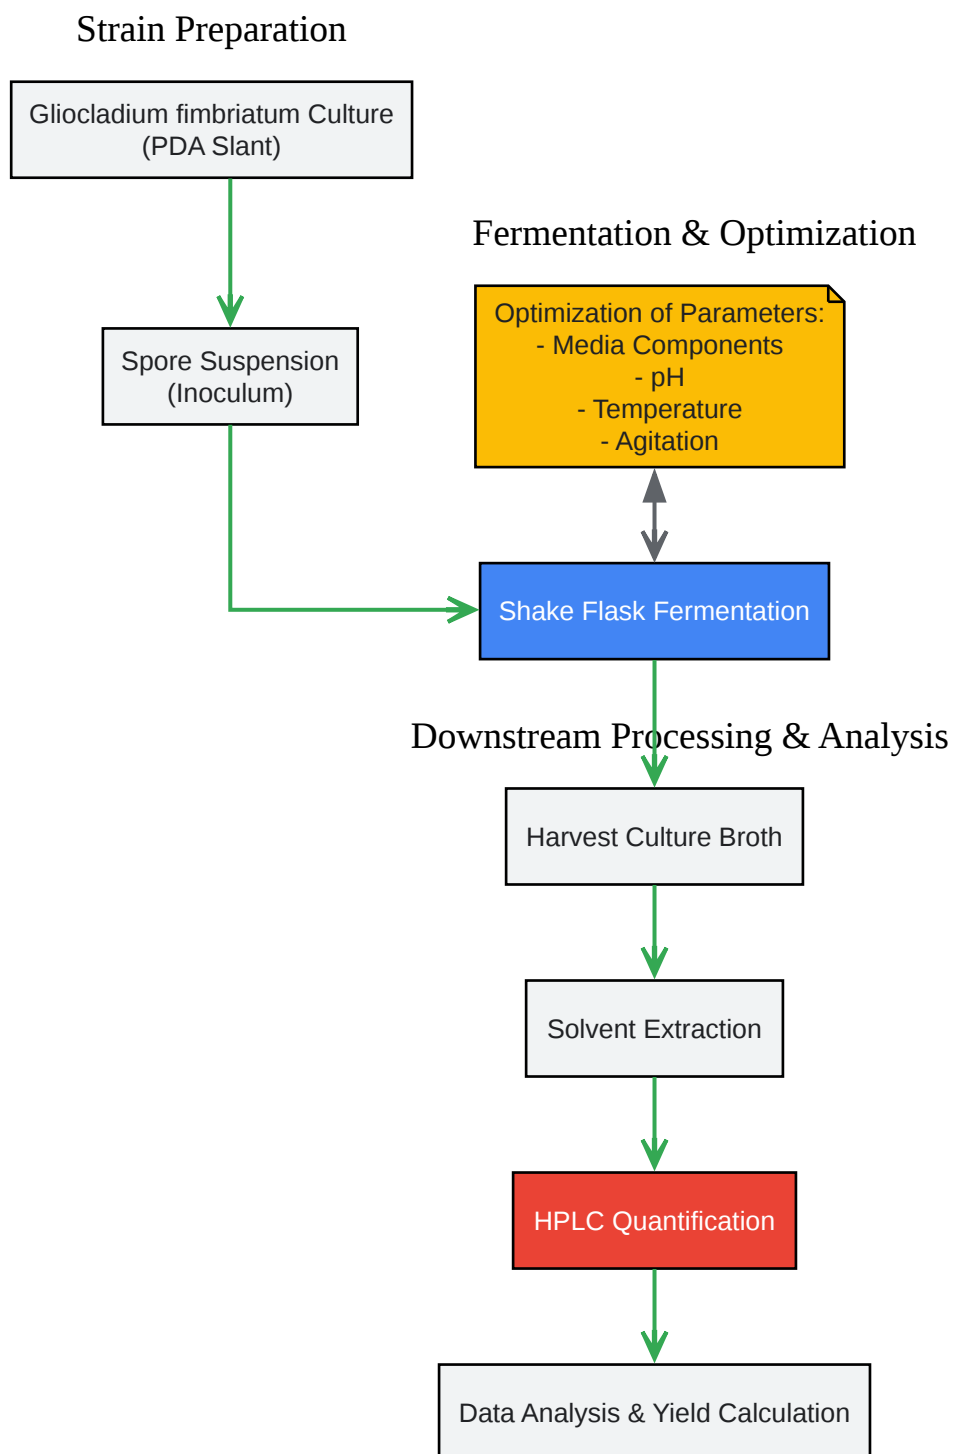 Strain Preparation
Gliocladium fimbriatum Culture
(PDA Slant)
Spore Suspension
(Inoculum)
Fermentation & Optimization
Optimization of Parameters:
- Media Components
- pH
- Temperature
- Agitation
Shake Flask Fermentation
Downstream Processing & Analysis
Harvest Culture Broth
Solvent Extraction
HPLC Quantification
Data Analysis & Yield Calculation